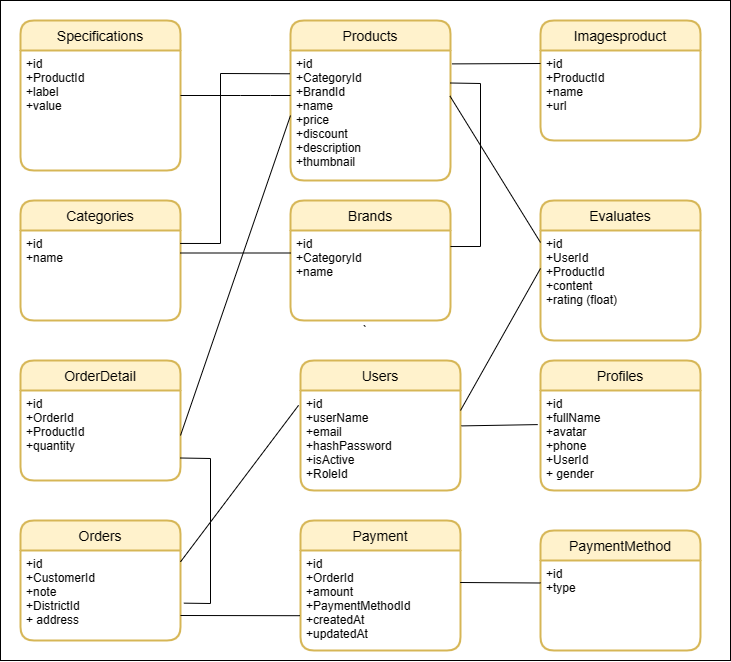 Specifications
+id
+ProductId
+label
+value
Products
+id
+CategoryId
+BrandId
+name
+price
+discount
+description
+thumbnail
Imagesproduct
+id
+ProductId
+name
+url
Categories
+id
+name
Brands
+id
+CategoryId
+name
Evaluates
+id
+UserId
+ProductId
+content
+rating (float)
`
OrderDetail
+id
+OrderId
+ProductId
+quantity
Users
+id
+userName
+email
+hashPassword
+isActive
+RoleId
Profiles
+id
+fullName
+avatar
+phone
+UserId
+ gender
Orders
+id
+CustomerId
+note
+DistrictId
+ address
Payment
+id
+OrderId
+amount
+PaymentMethodId
+createdAt
+updatedAt
PaymentMethod
+id
+type